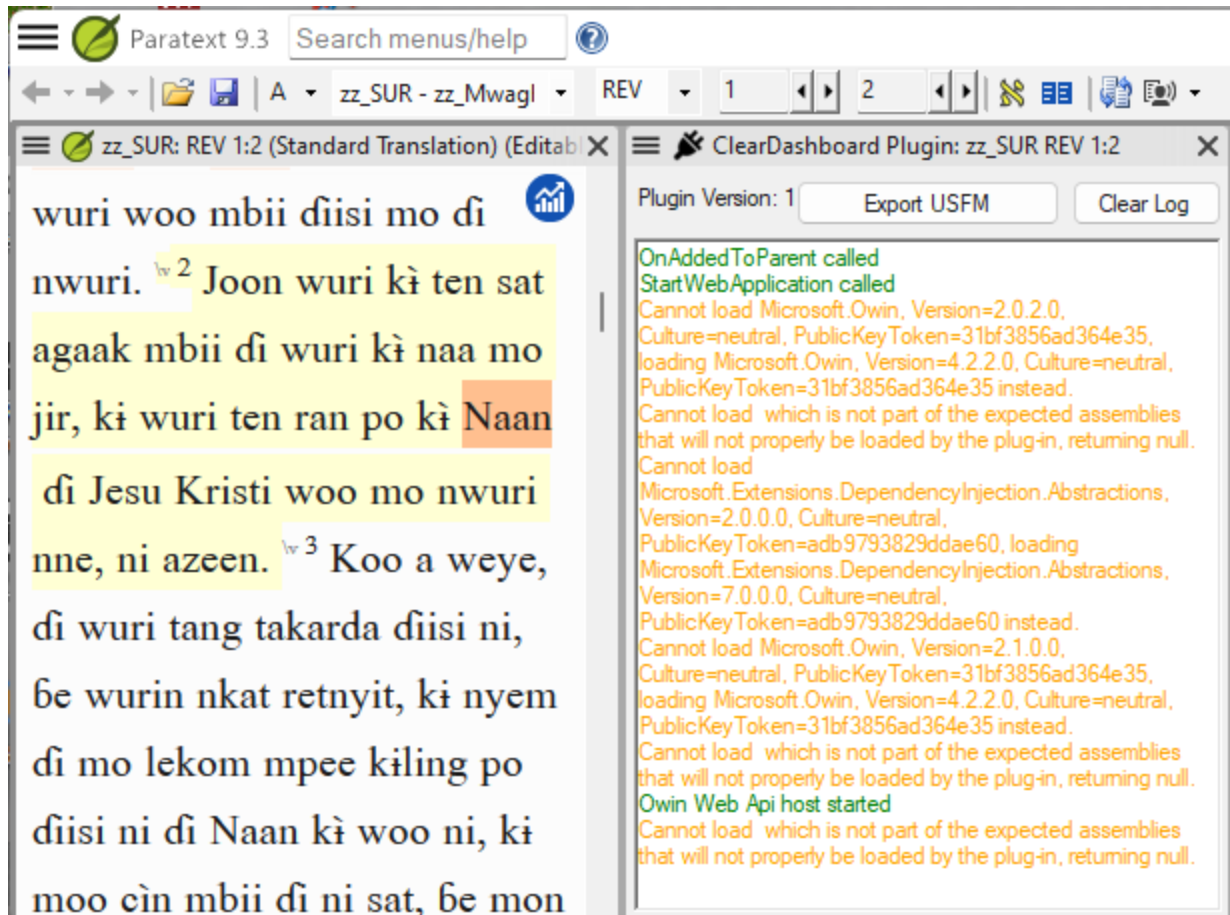 Paratext 9.3 Search menus/help ?
A zz_SUR - zz_Mwagl REV 1 2
zz_SUR: REV 1:2 (Standard Translation) (Editab
wuri woo mbii ɗiisi mo ɗi
nwuri. \v 2 Joon wuri kɨ̀ ten sat
agaak mbii ɗi wuri kɨ̀ naa mo
jir, kɨ wuri ten ran po kɨ̀ Naan
ɗi Jesu Kristi woo mo nwuri
nne, ni azeen. \v 3 Koo a weye,
ɗi wuri tang takarda ɗiisi ni,
ɓe wurin nkat retnyit, kɨ nyem
ɗi mo lekom mpee kɨling po
ɗiisi ni ɗi Naan kɨ̀ woo ni, kɨ
moo cìn mbii ɗi ni sat, ɓe mon
ClearDashboard Plugin: zz_SUR REV 1:2
Plugin Version: 1 Export USFM Clear Log
OnAddedToParent called
StartWebApplication called
Cannot load Microsoft.Owin, Version=2.0.2.0,
Culture=neutral, PublicKeyToken=31bf3856ad364e35,
loading Microsoft.Owin, Version=4.2.2.0, Culture=neutral,
PublicKeyToken=31bf3856ad364e35 instead.
Cannot load  which is not part of the expected assemblies
that will not properly be loaded by the plug-in, returning null.
Cannot load
Microsoft.Extensions.DependencyInjection.Abstractions,
Version=2.0.0.0, Culture=neutral,
PublicKeyToken=adb9793829ddae60, loading
Microsoft.Extensions.DependencyInjection.Abstractions,
Version=7.0.0.0, Culture=neutral,
PublicKeyToken=adb9793829ddae60 instead.
Cannot load Microsoft.Owin, Version=2.1.0.0,
Culture=neutral, PublicKeyToken=31bf3856ad364e35,
loading Microsoft.Owin, Version=4.2.2.0, Culture=neutral,
PublicKeyToken=31bf3856ad364e35 instead.
Cannot load  which is not part of the expected assemblies
that will not properly be loaded by the plug-in, returning null.
Owin Web Api host started
Cannot load  which is not part of the expected assemblies
that will not properly be loaded by the plug-in, returning null.